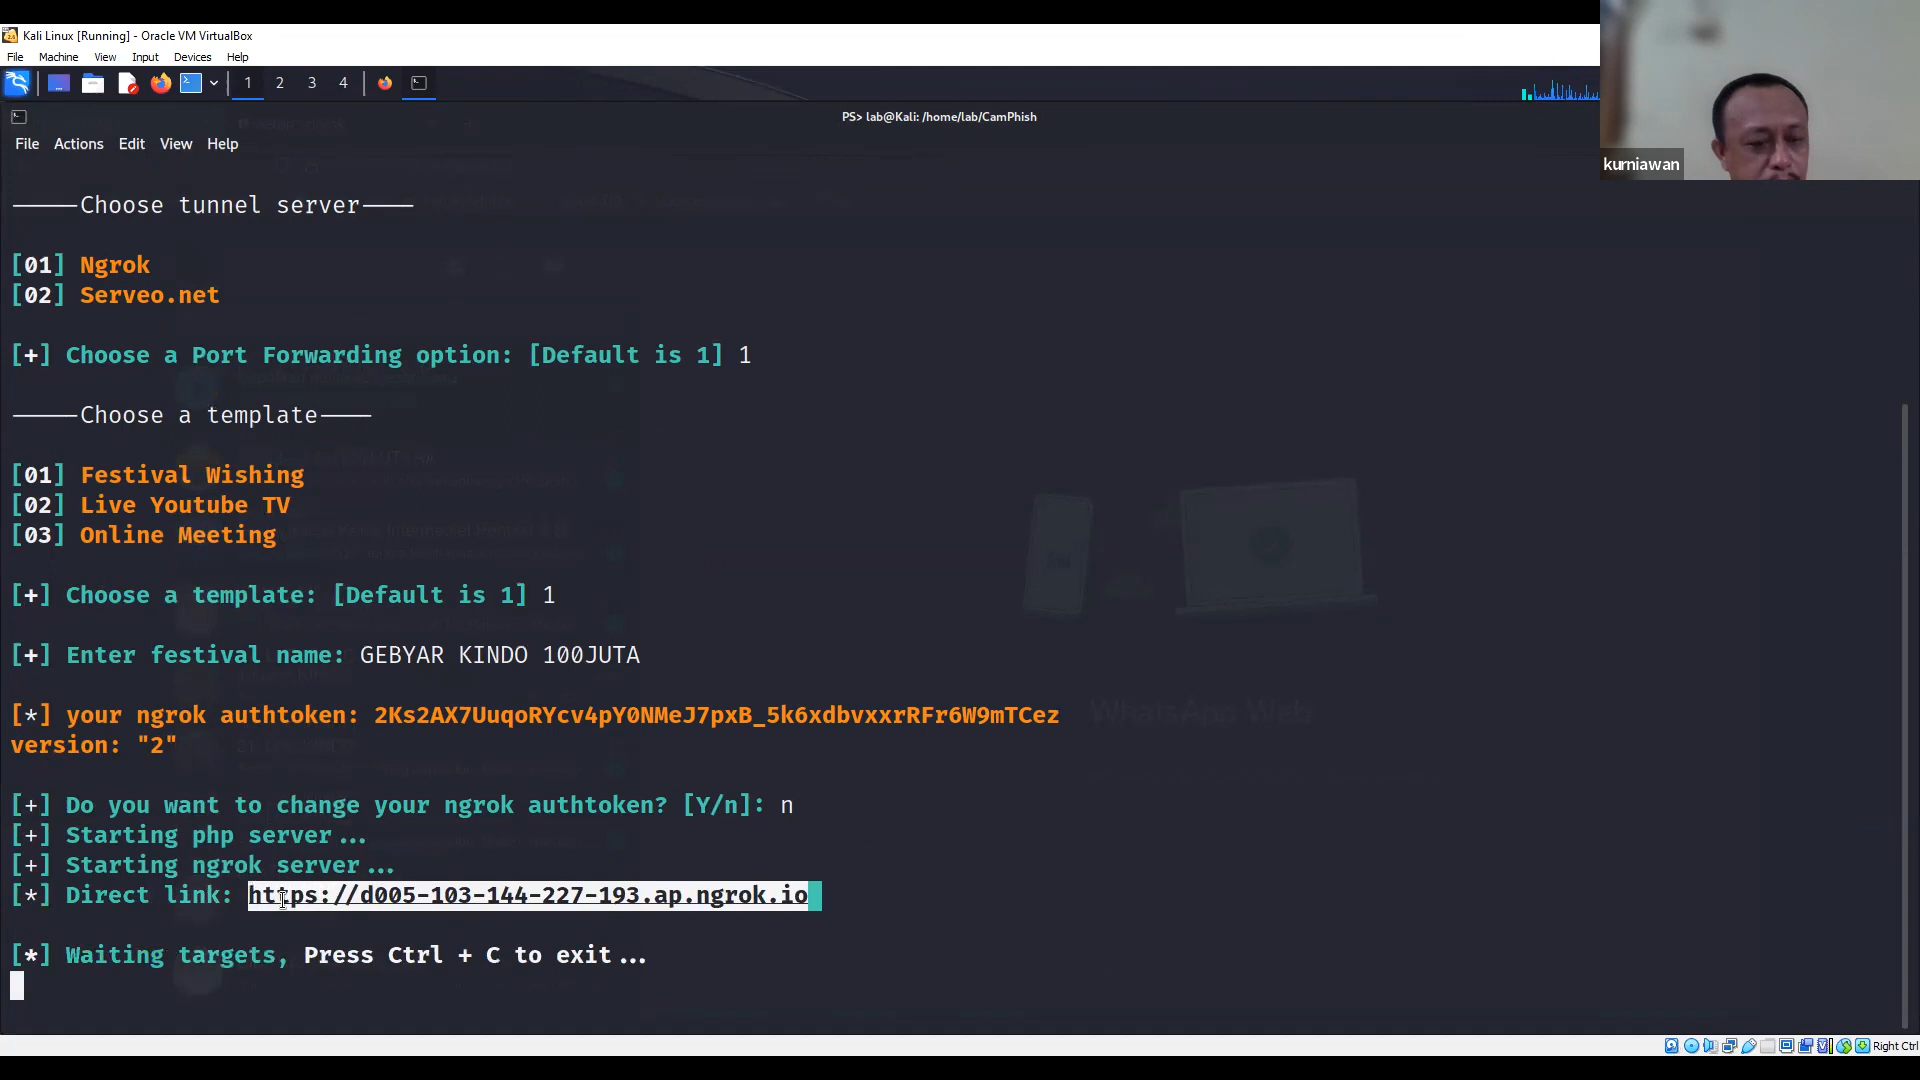 Kali Linux [Running] - Oracle VM VirtualBox
File Machine View Input Devices Help
1 2 3 4
PS> lab@Kali: /home/lab/CamPhish
File Actions Edit View Help
kurniawan
-----Choose tunnel server----
[01] Ngrok
[02] Serveo.net
[+] Choose a Port Forwarding option: [Default is 1] 1
-----Choose a template----
[01] Festival Wishing
[02] Live Youtube TV
[03] Online Meeting
[+] Choose a template: [Default is 1] 1
[+] Enter festival name: GEBYAR KINDO 100JUTA
[*] your ngrok authtoken: 2Ks2AX7UuqoRYcv4pY0NMeJ7pxB_5k6xdbvxxrRFr6W9mTCez
version: "2"
WhatsApp Web
[+] Do you want to change your ngrok authtoken? [Y/n]: n
[+] Starting php server...
[+] Starting ngrok server...
[*] Direct link: https://d005-103-144-227-193.ap.ngrok.io
[*] Waiting targets, Press Ctrl + C to exit...
Right Ctrl